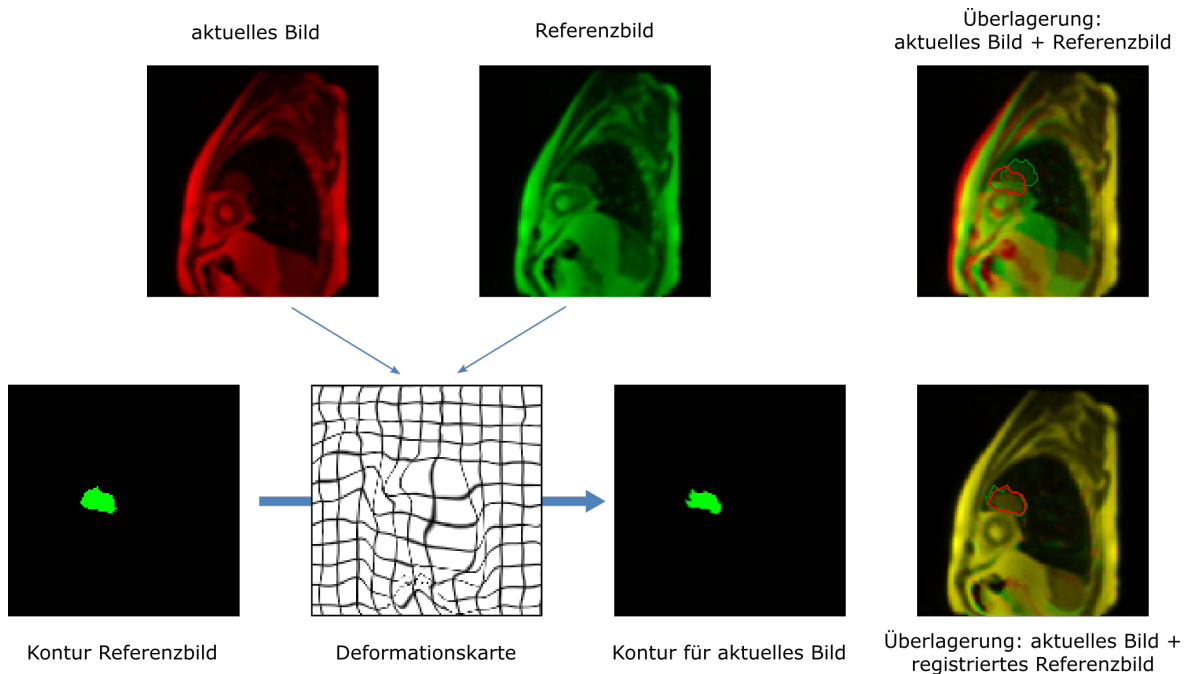 aktuelles Bild
Referenzbild
Überlagerung:
aktuelles Bild + Referenzbild
Kontur Referenzbild
Deformationskarte
Kontur für aktuelles Bild
Überlagerung: aktuelles Bild +
registriertes Referenzbild